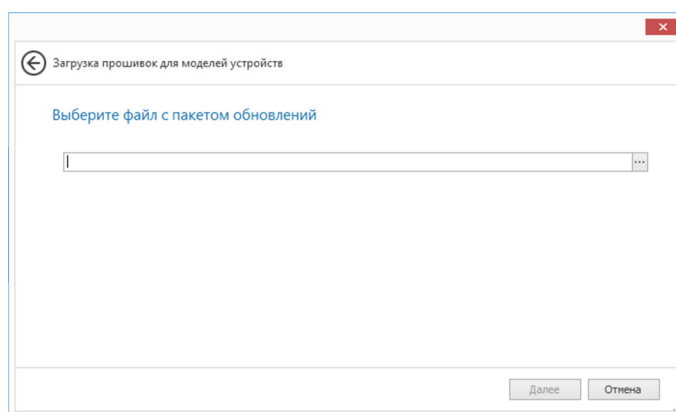 Загрузка прошивок для моделей устройств
Выберите файл с пакетом обновлений
...
Далее Отмена